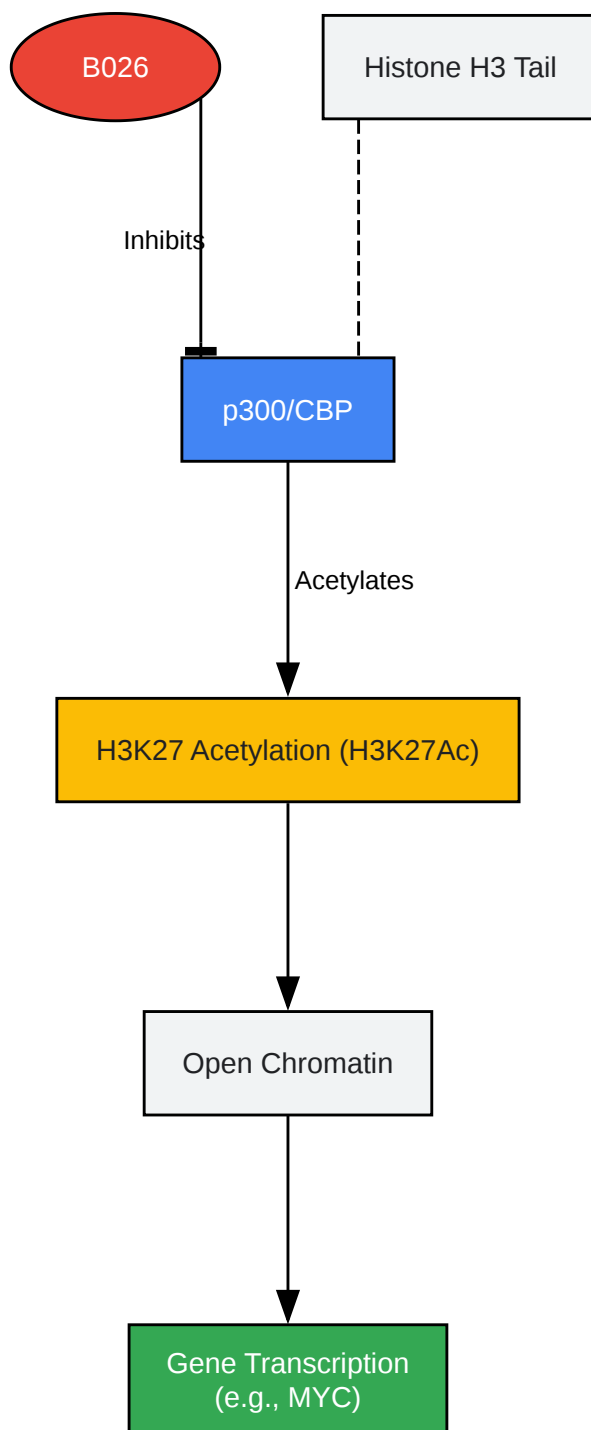 B026
Histone H3 Tail
Inhibits
p300/CBP
Acetylates
H3K27 Acetylation (H3K27Ac)
Open Chromatin
Gene Transcription
(e.g., MYC)